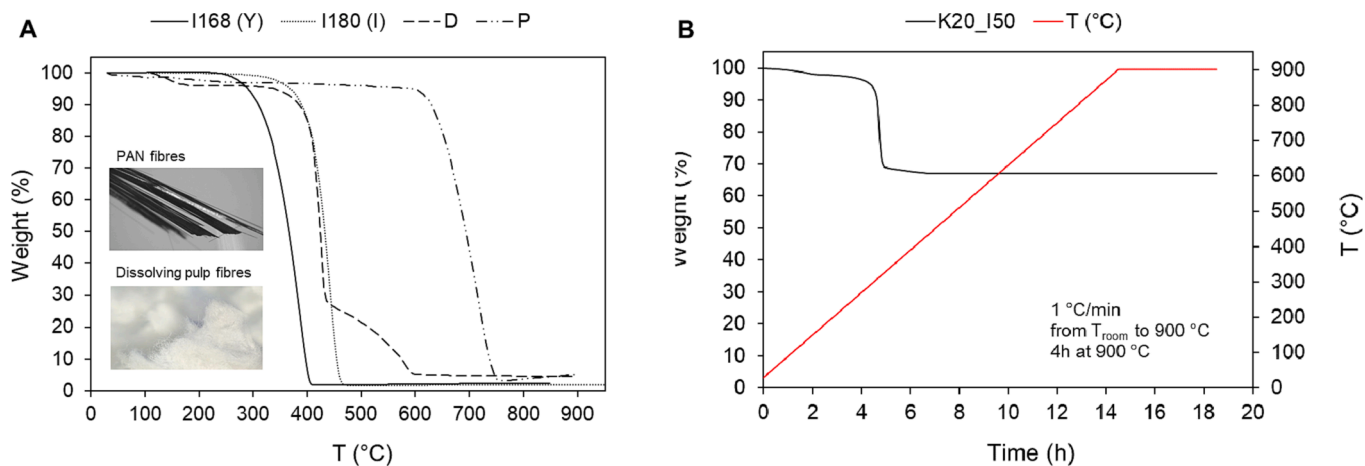 A
I168 (Y) I180 (I) D P
Weight (%)
100
90
80
70
60
50
40
30
20
10
0
PAN fibres
Dissolving pulp fibres
0 100 200 300 400 500 600 700 800 900
T (°C)
B
K20_I50 T (°C)
Weight (%)
100
90
80
70
60
50
40
30
20
10
0
1 °C/min
from Troom to 900 °C
4h at 900 °C
900
800
700
600
500
400
300
200
100
0
T (°C)
0 2 4 6 8 10 12 14 16 18 20
Time (h)